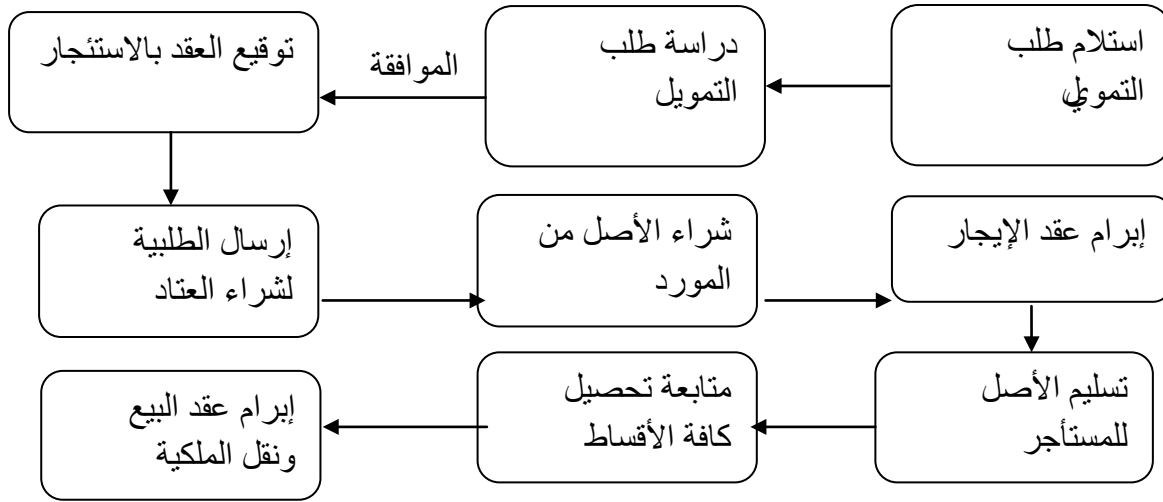 استلام طلب
التمويل
دراسة طلب
التمويل
الموافقة
توقيع العقد بالاستئجار
إرسال الطلبية
لشراء العتاد
شراء الأصل من
المورد
إبرام عقد الإيجار
تسليم الأصل
للمستأجر
متابعة تحصيل
كافة الأقساط
إبرام عقد البيع
ونقل الملكية